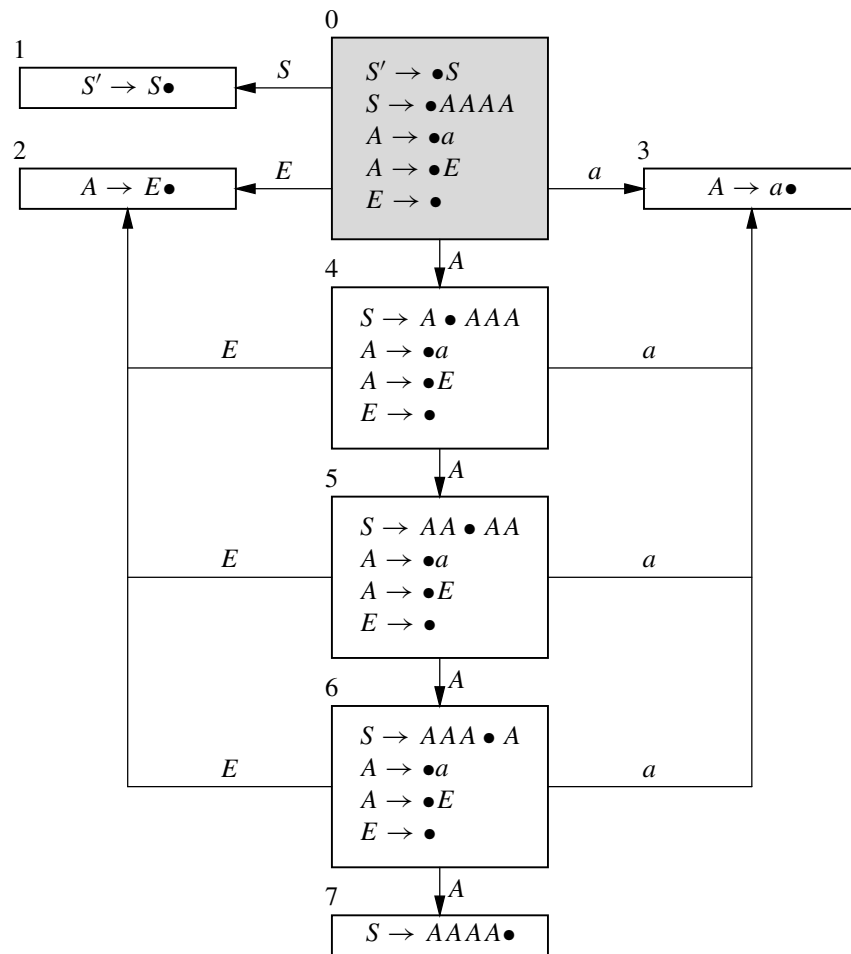 0
S′ → •S
S → •AAAA
A → •a
A → •E
E → •
1
S′ → S•
S
2
A → E•
E
3
A → a•
a
A
4
S → A • AAA
A → •a
A → •E
E → •
E
a
A
5
S → AA • AA
A → •a
A → •E
E → •
E
a
A
6
S → AAA • A
A → •a
A → •E
E → •
E
a
A
7
S → AAAA•